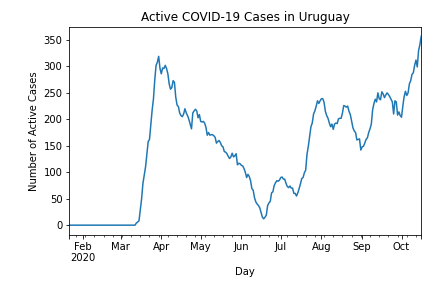 Active COVID-19 Cases in Uruguay
Number of Active Cases
350
300
250
200
150
100
50
0
Feb Mar Apr May Jun Jul Aug Sep Oct
2020
Day